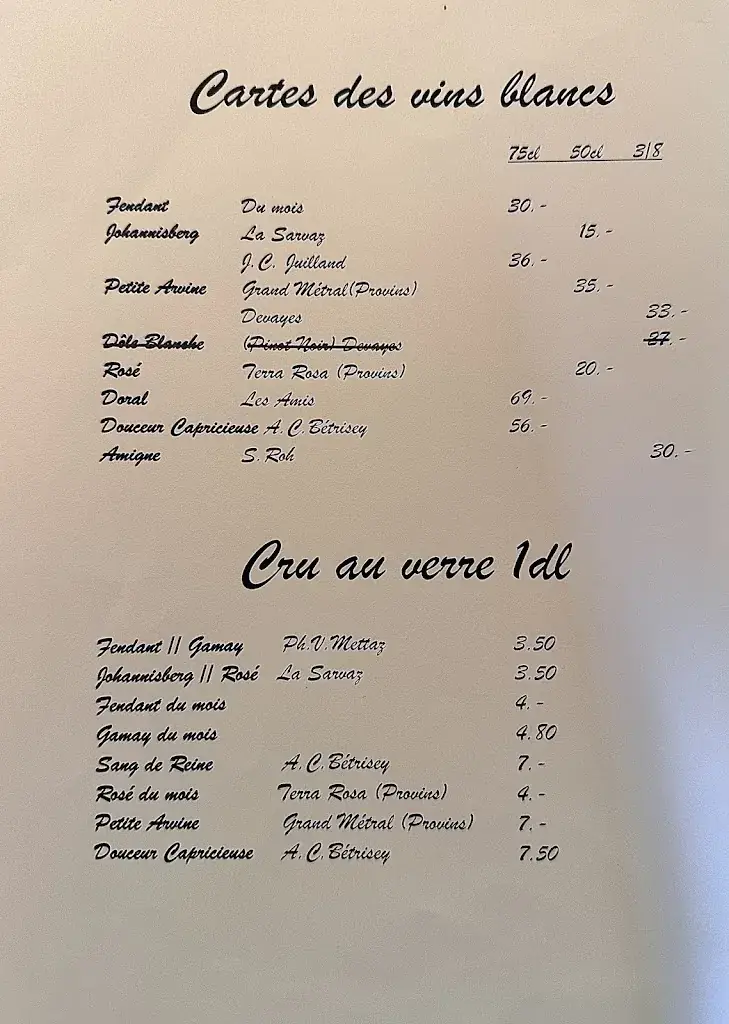 Cartes des vins blancs
75cl 50cl 3/8
Fendant Du mois 30.-
Johannisberg La Sarvaz 15.-
J.C. Juilland 36.-
Petite Arvine Grand Métral(Provins) 35.-
Devayes 33.-
Dôle Blanche (Pinot Noir) Devayes 27.-
Rosé Terra Rosa (Provins) 20.-
Doral Les Amis 69.-
Douceur Capricieuse A.C.Bétrisey 56.-
Amigne S.Roh 30.-
Cru au verre 1dl
Fendant // Gamay Ph.V.Mettaz 3.50
Johannisberg // Rosé La Sarvaz 3.50
Fendant du mois 4.-
Gamay du mois 4.80
Sang de Reine A.C.Bétrisey 7.-
Rosé du mois Terra Rosa (Provins) 4.-
Petite Arvine Grand Métral (Provins) 7.-
Douceur Capricieuse A.C.Bétrisey 7.50